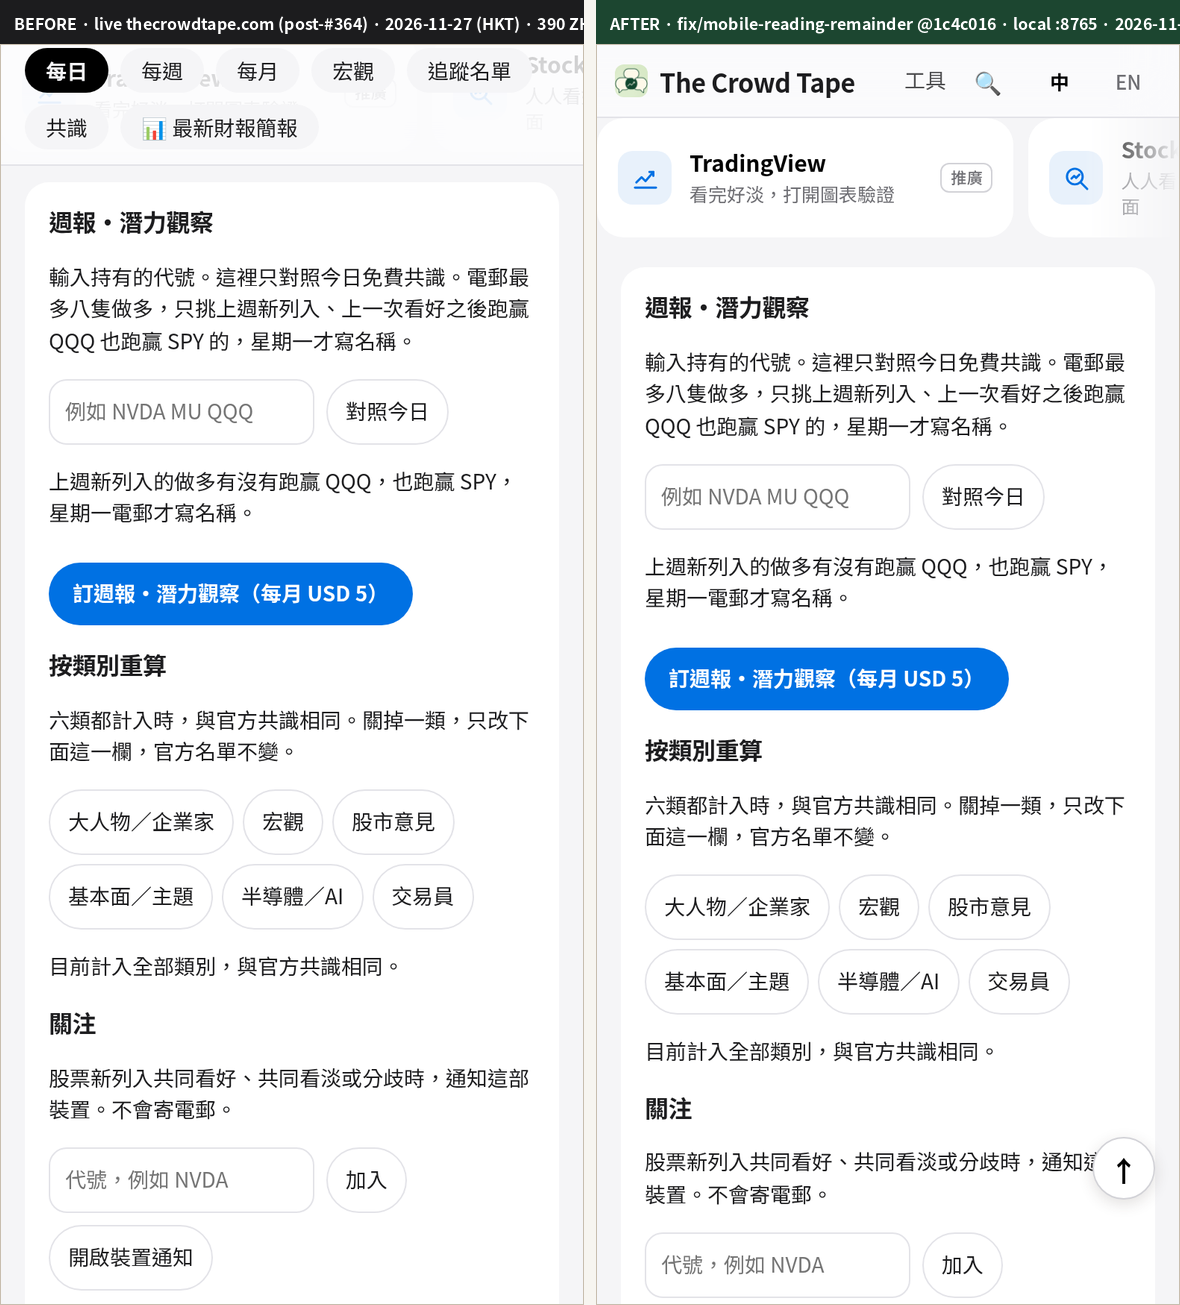 BEFORE · live thecrowdtape.com (post-#364) · 2026-11-27 (HKT) · 390 ZH
每日 每週 每月 宏觀 追蹤名單
共識 📊 最新財報簡報
推廣
Stock
人人看
面
週報・潛力觀察
輸入持有的代號。這裡只對照今日免費共識。電郵最
多八隻做多，只挑上週新列入、上一次看好之後跑贏
QQQ 也跑贏 SPY 的，星期一才寫名稱。
例如 NVDA MU QQQ 對照今日
上週新列入的做多有沒有跑贏 QQQ，也跑贏 SPY，
星期一電郵才寫名稱。
訂週報・潛力觀察（每月 USD 5）
按類別重算
六類都計入時，與官方共識相同。關掉一類，只改下
面這一欄，官方名單不變。
大人物／企業家 宏觀 股市意見
基本面／主題 半導體／AI 交易員
目前計入全部類別，與官方共識相同。
關注
股票新列入共同看好、共同看淡或分歧時，通知這部
裝置。不會寄電郵。
代號，例如 NVDA 加入
開啟裝置通知
AFTER · fix/mobile-reading-remainder @1c4c016 · local :8765 · 2026-11-
The Crowd Tape 工具 🔍 中 EN
TradingView
看完好淡，打開圖表驗證
推廣
Stock
人人看
面
週報・潛力觀察
輸入持有的代號。這裡只對照今日免費共識。電郵最
多八隻做多，只挑上週新列入、上一次看好之後跑贏
QQQ 也跑贏 SPY 的，星期一才寫名稱。
例如 NVDA MU QQQ 對照今日
上週新列入的做多有沒有跑贏 QQQ，也跑贏 SPY，
星期一電郵才寫名稱。
訂週報・潛力觀察（每月 USD 5）
按類別重算
六類都計入時，與官方共識相同。關掉一類，只改下
面這一欄，官方名單不變。
大人物／企業家 宏觀 股市意見
基本面／主題 半導體／AI 交易員
目前計入全部類別，與官方共識相同。
關注
股票新列入共同看好、共同看淡或分歧時，通知這
裝置。不會寄電郵。
↑
代號，例如 NVDA 加入